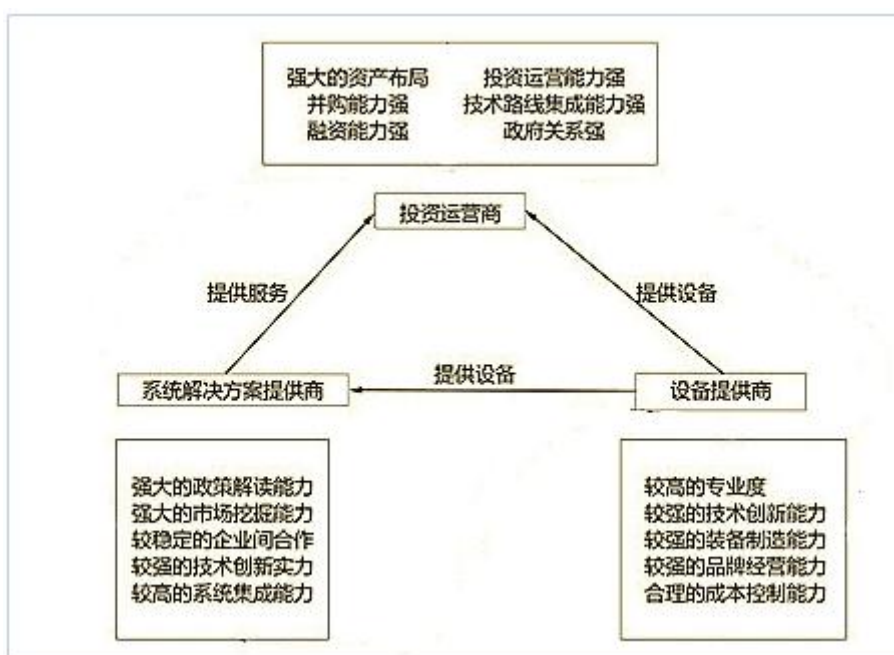 强大的资产布局 投资运营能力强
并购能力强 技术路线集成能力强
融资能力强 政府关系强
投资运营商
提供服务 提供设备
提供设备
系统解决方案提供商 设备提供商
强大的政策解读能力
强大的市场挖掘能力
较稳定的企业间合作
较强的技术创新实力
较高的系统集成能力
较高的专业度
较强的技术创新能力
较强的装备制造能力
较强的品牌经营能力
合理的成本控制能力